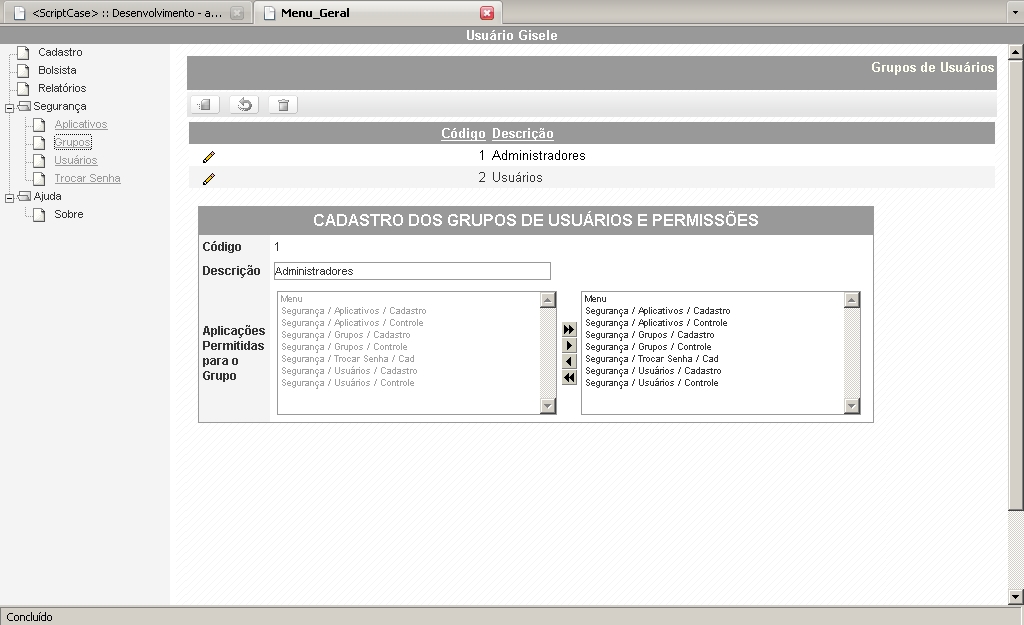 <ScriptCase> :: Desenvolvimento - a...
Menu_Geral
Usuário Gisele
Cadastro
Bolsista
Relatórios
Segurança
Aplicativos
Grupos
Usuários
Trocar Senha
Ajuda
Sobre
Grupos de Usuários
Código Descrição
1 Administradores
2 Usuários
CADASTRO DOS GRUPOS DE USUÁRIOS E PERMISSÕES
Código 1
Descrição Administradores
Aplicações
Permitidas
para o
Grupo
Menu
Segurança / Aplicativos / Cadastro
Segurança / Aplicativos / Controle
Segurança / Grupos / Cadastro
Segurança / Grupos / Controle
Segurança / Trocar Senha / Cad
Segurança / Usuários / Cadastro
Segurança / Usuários / Controle
Menu
Segurança / Aplicativos / Cadastro
Segurança / Aplicativos / Controle
Segurança / Grupos / Cadastro
Segurança / Grupos / Controle
Segurança / Trocar Senha / Cad
Segurança / Usuários / Cadastro
Segurança / Usuários / Controle
Concluído